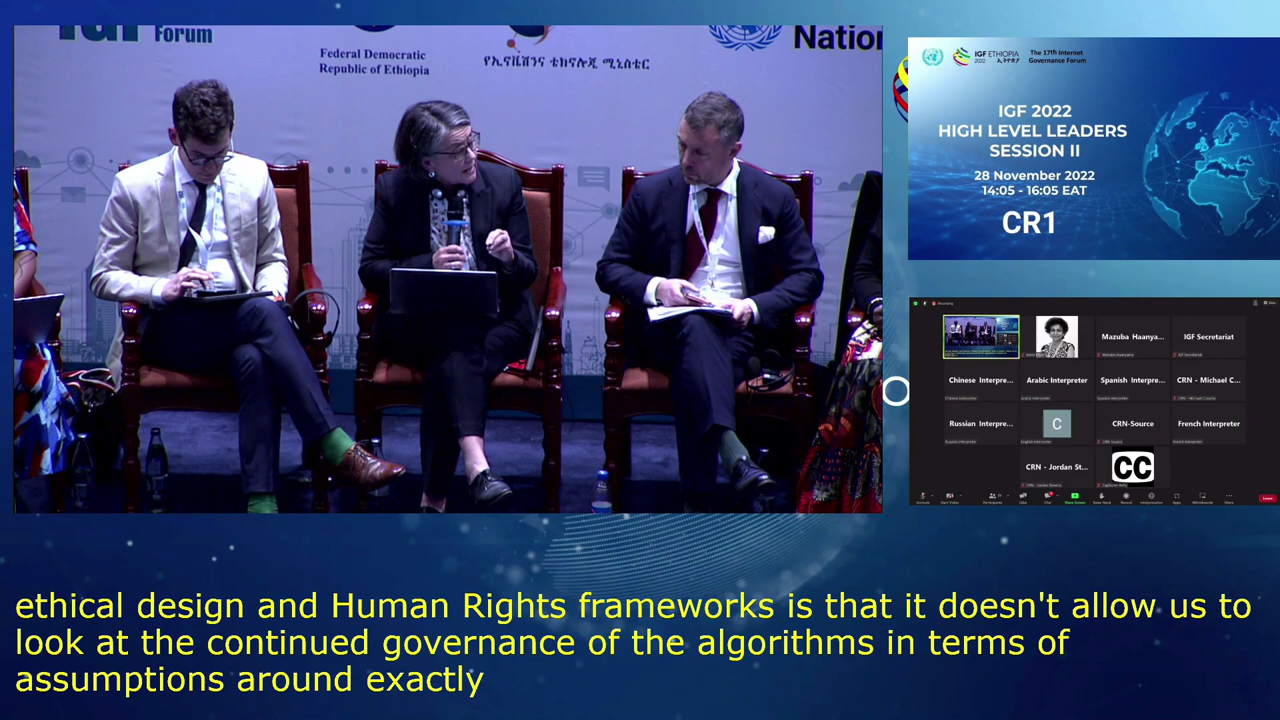 Forum
Federal Democratic
Republic of Ethiopia
የኢኖቬሽንና ቴክኖሎጂ ሚኒስቴር
Nation
IGF ETHIOPIA
2022 ኢትዮጵያ
The 17th Internet
Governance Forum
IGF 2022
HIGH LEVEL LEADERS
SESSION II
28 November 2022
14:05 - 16:05 EAT
CR1
Recording
Mazuba Haanya...
IGF Secretariat
Chinese Interpre...
Arabic Interpreter
Spanish Interpre...
CRN - Michael C...
Russian Interpre...
C
CRN-Source
French Interpreter
CRN - Jordan St...
CC
ethical design and Human Rights frameworks is that it doesn't allow us to
look at the continued governance of the algorithms in terms of
assumptions around exactly